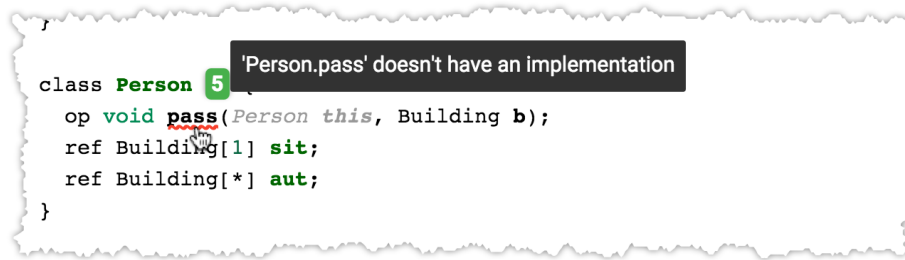 }
'Person.pass' doesn't have an implementation
class Person 5 {
op void pass(Person this, Building b);
ref Building[1] sit;
ref Building[*] aut;
}